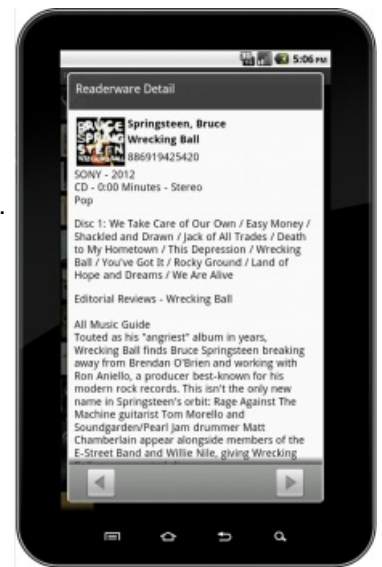 5:06 PM
Readerware Detail
BRUCE
SPRING
STEEN
Springsteen, Bruce
Wrecking Ball
886919425420
SONY - 2012
CD - 0:00 Minutes - Stereo
Pop
Disc 1: We Take Care of Our Own / Easy Money /
Shackled and Drawn / Jack of All Trades / Death
to My Hometown / This Depression / Wrecking
Ball / You've Got It / Rocky Ground / Land of
Hope and Dreams / We Are Alive
Editorial Reviews - Wrecking Ball
All Music Guide
Touted as his "angriest" album in years,
Wrecking Ball finds Bruce Springsteen breaking
away from Brendan O'Brien and working with
Ron Aniello, a producer best-known for his
modern rock records. This isn't the only new
name in Springsteen's orbit: Rage Against The
Machine guitarist Tom Morello and
Soundgarden/Pearl Jam drummer Matt
Chamberlain appear alongside members of the
E-Street Band and Willie Nile, giving Wrecking